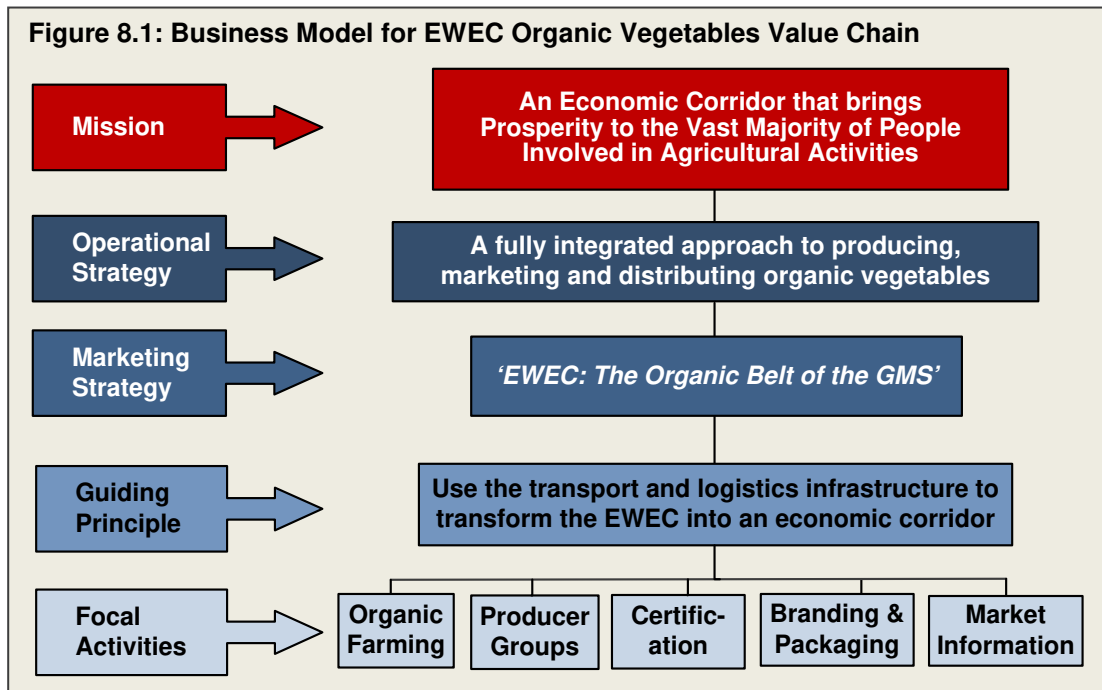 Figure 8.1: Business Model for EWEC Organic Vegetables Value Chain
Mission
An Economic Corridor that brings
Prosperity to the Vast Majority of People
Involved in Agricultural Activities
Operational
Strategy
A fully integrated approach to producing,
marketing and distributing organic vegetables
Marketing
Strategy
‘EWEC: The Organic Belt of the GMS’
Guiding
Principle
Use the transport and logistics infrastructure to
transform the EWEC into an economic corridor
Focal
Activities
Organic
Farming
Producer
Groups
Certific-
ation
Branding &
Packaging
Market
Information